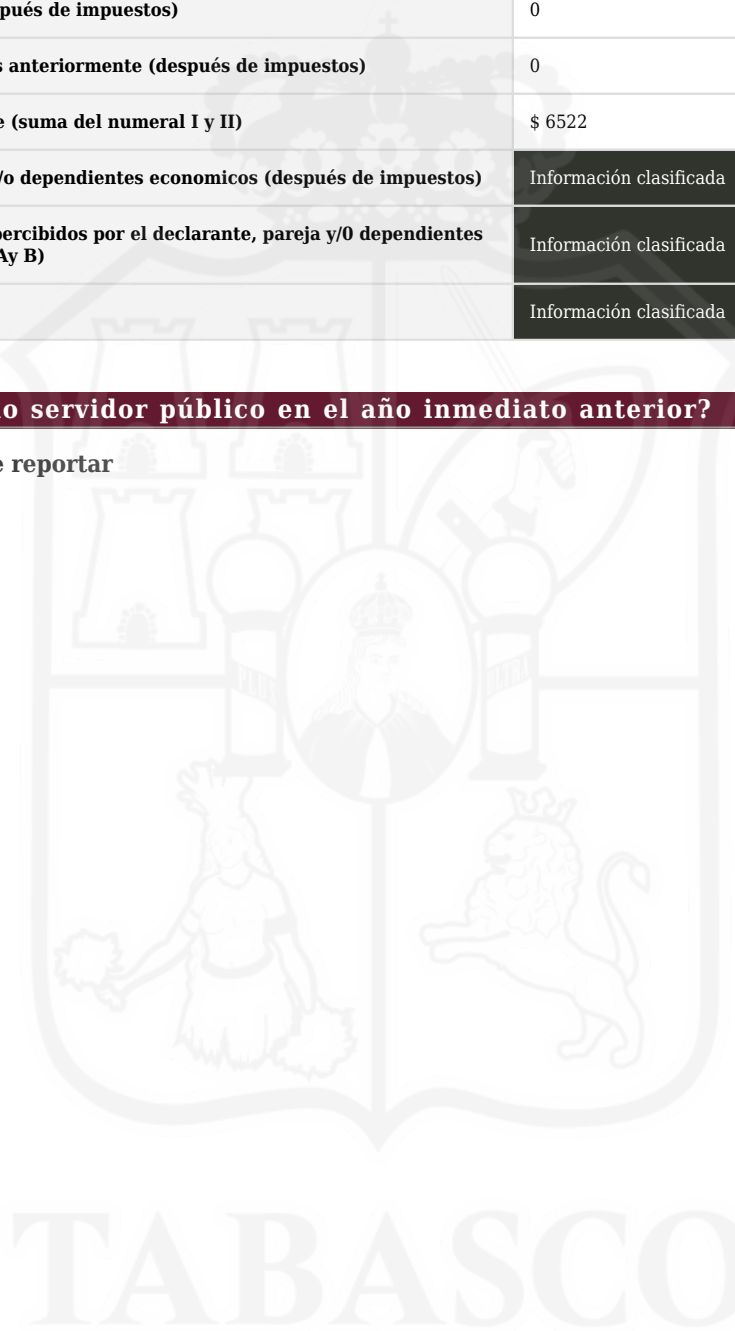 pués de impuestos) 0
s anteriormente (después de impuestos) 0
e (suma del numeral I y II) $ 6522
/o dependientes economicos (después de impuestos) Información clasificada
percibidos por el declarante, pareja y/0 dependientes
Ay B) Información clasificada
Información clasificada
o servidor público en el año inmediato anterior?
e reportar
PLUS ULTRA
TABASCO